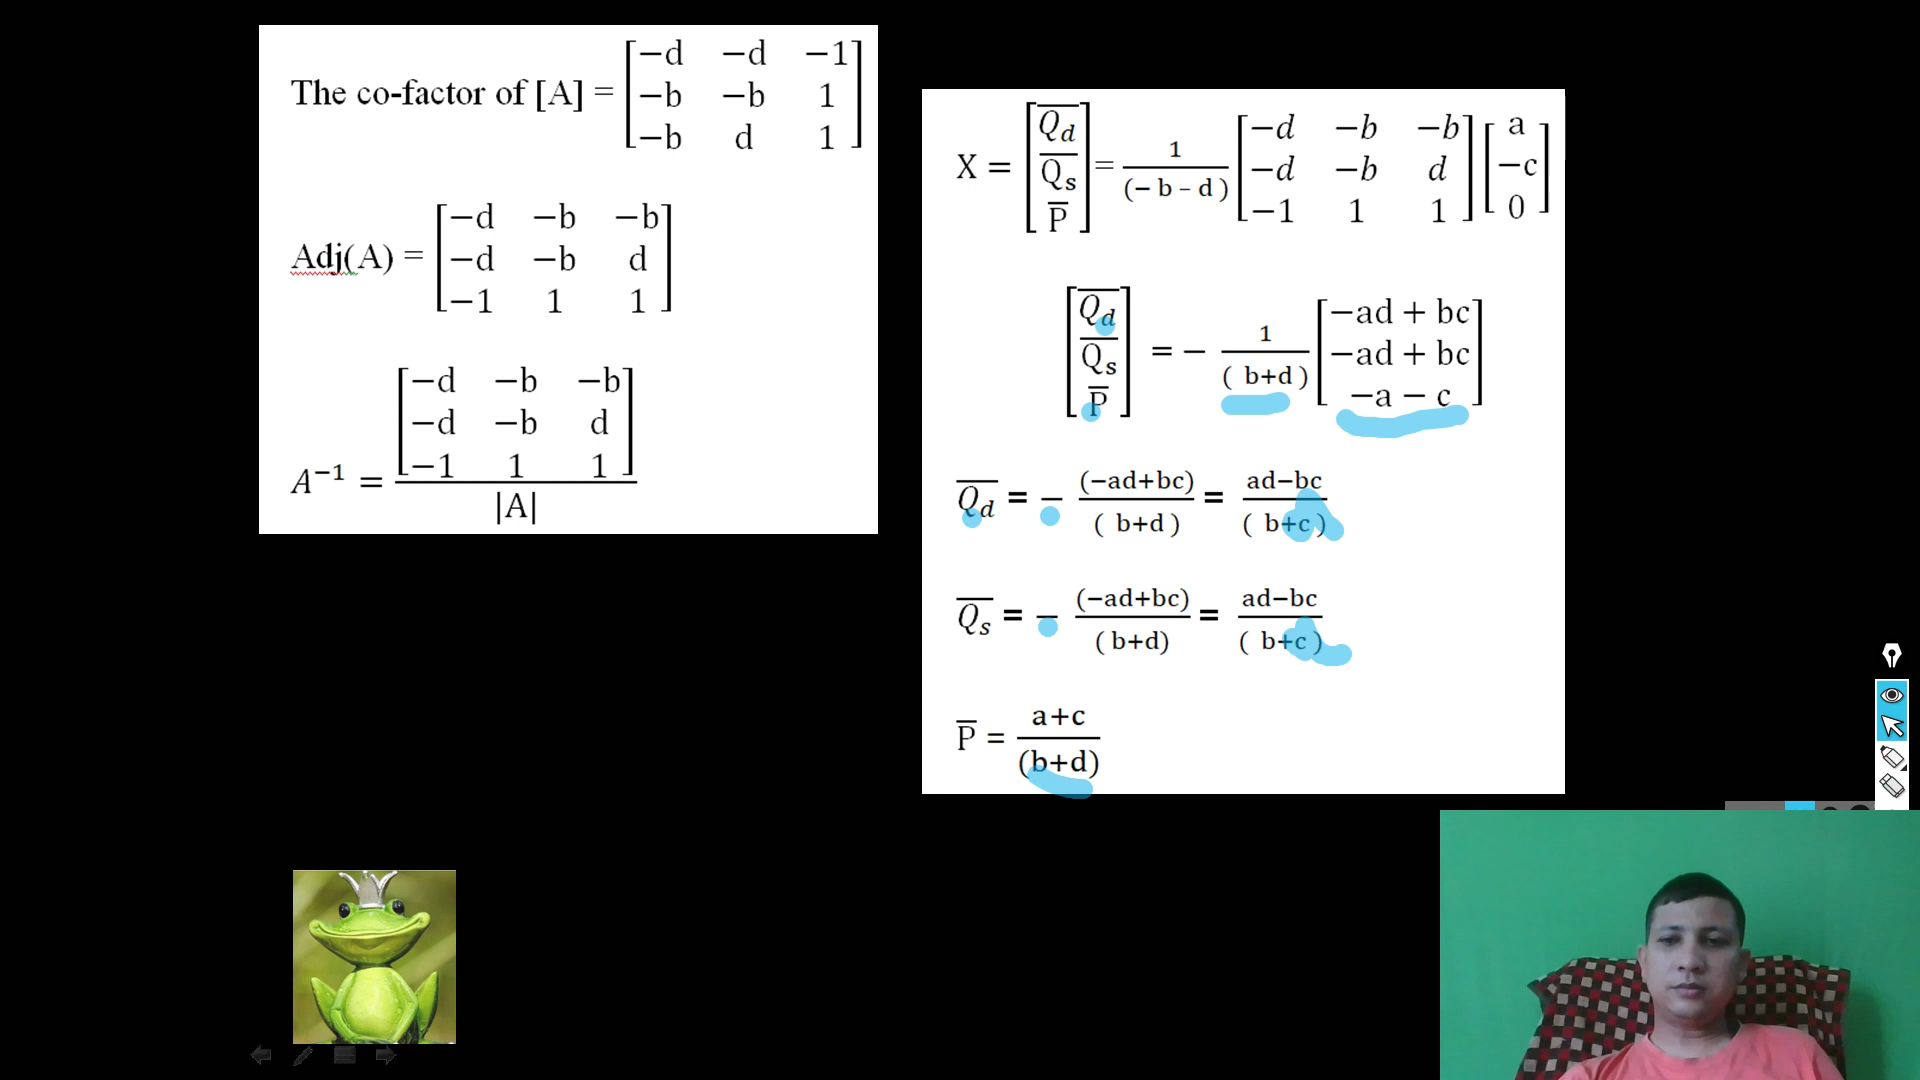 The co-factor of [A] = [−d −d −1
−b −b 1
−b d 1]
Adj(A) = [−d −b −b
−d −b d
−1 1 1]
A⁻¹ = [−d −b −b
−d −b d
−1 1 1]
|A|
X = [Q̅d Q̅s P̅] = 1/(− b − d ) [−d −b −b
−d −b d
−1 1 1] [a
−c
0]
[Q̅d Q̅s P̅] = − 1/( b+d ) [−ad + bc
−ad + bc
−a − c]
Q̅d = − (−ad+bc)/( b+d ) = ad−bc/( b+c )
Q̅s = − (−ad+bc)/( b+d) = ad−bc/( b+c )
P̅ = a+c/(b+d)